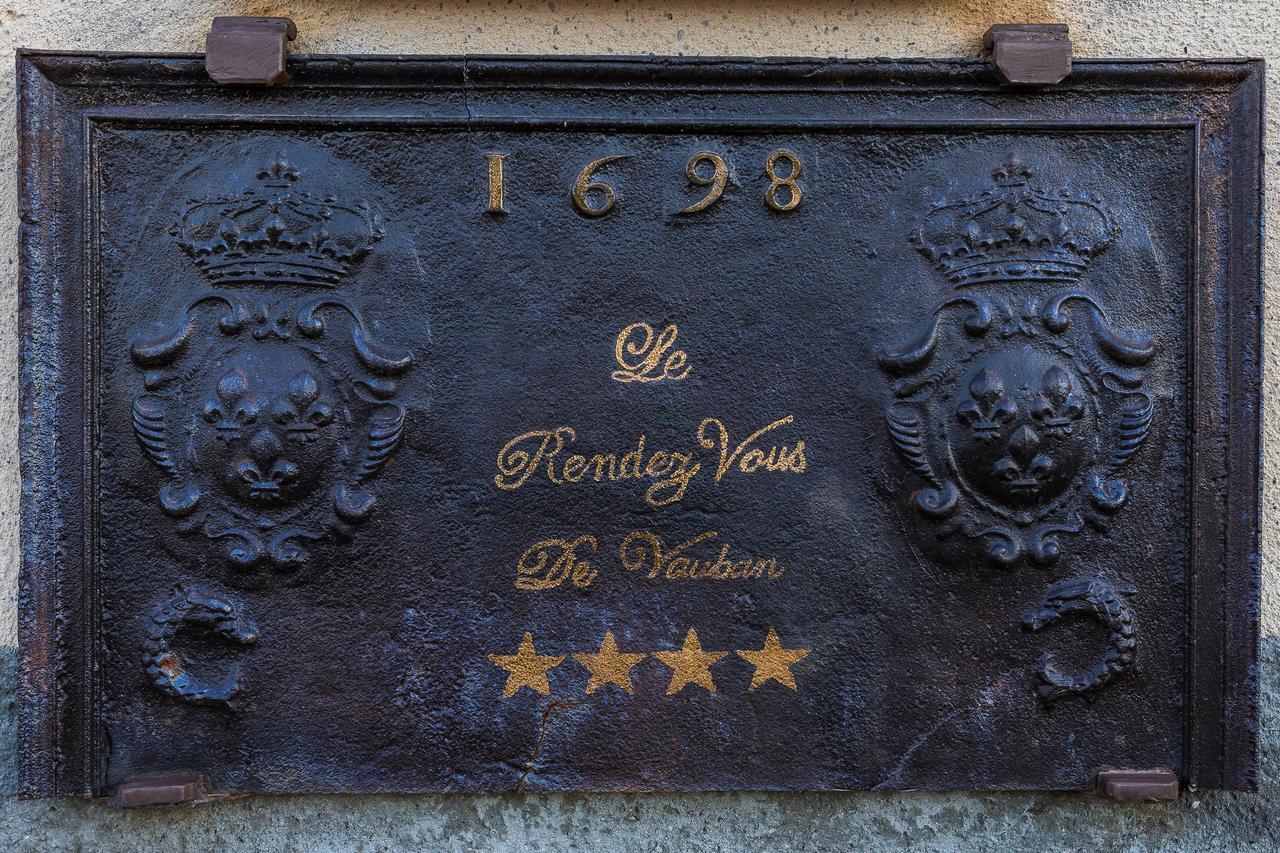 1698
Le
Rendez Vous
De Vauban